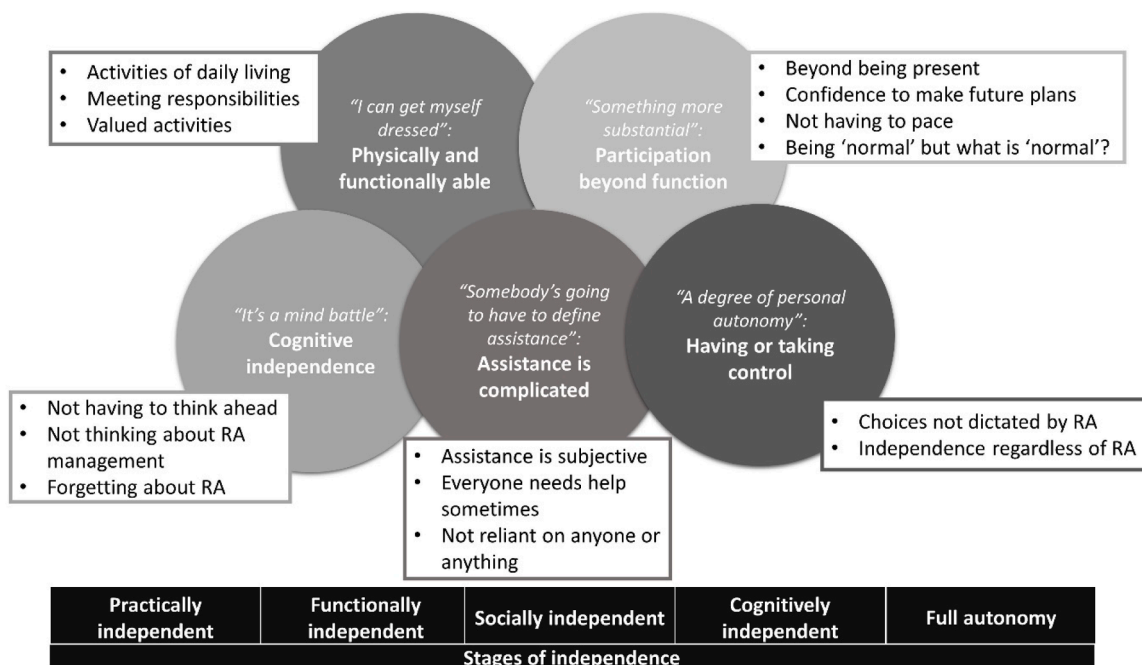 • Activities of daily living
• Meeting responsibilities
• Valued activities
“I can get myself
dressed”:
Physically and
functionally able
“Something more
substantial”:
Participation
beyond function
• Beyond being present
• Confidence to make future plans
• Not having to pace
• Being ‘normal’ but what is ‘normal’?
“It’s a mind battle”:
Cognitive
independence
“Somebody’s going
to have to define
assistance”:
Assistance is
complicated
“A degree of personal
autonomy”:
Having or taking
control
• Not having to think ahead
• Not thinking about RA
management
• Forgetting about RA
• Assistance is subjective
• Everyone needs help
sometimes
• Not reliant on anyone or
anything
• Choices not dictated by RA
• Independence regardless of RA
Practically
independent
Functionally
independent
Socially independent
Cognitively
independent
Full autonomy
Stages of independence